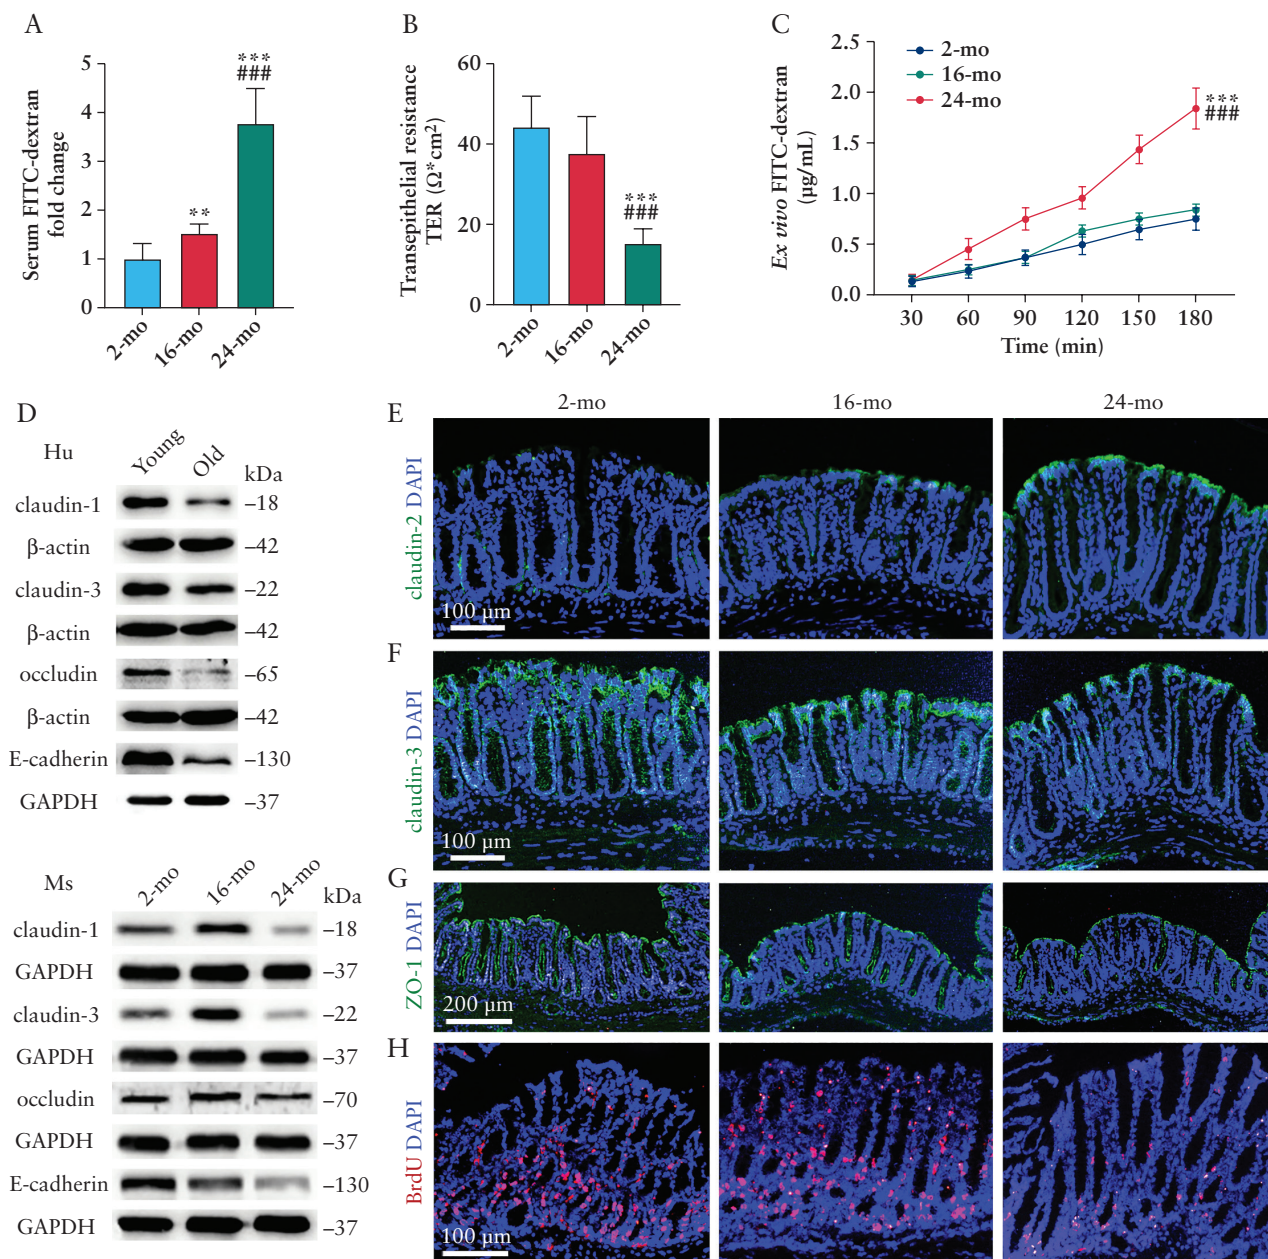 A
Serum FITC-dextran
fold change
5
4
3
2
1
0
**
***
###
2-mo
16-mo
24-mo
B
Transepithelial resistance
TER (Ω*cm2)
60
40
20
0
***
###
2-mo
16-mo
24-mo
C
Ex vivo FITC-dextran
(µg/mL)
2.5
2.0
1.5
1.0
0.5
0.0
2-mo
16-mo
24-mo
***
###
30 60 90 120 150 180
Time (min)
D
Hu
Young Old
kDa
claudin-1 –18
β-actin –42
claudin-3 –22
β-actin –42
occludin –65
β-actin –42
E-cadherin –130
GAPDH –37
Ms
2-mo 16-mo 24-mo
kDa
claudin-1 –18
GAPDH –37
claudin-3 –22
GAPDH –37
occludin –70
GAPDH –37
E-cadherin –130
GAPDH –37
2-mo 16-mo 24-mo
E
claudin-2 DAPI
100 µm
F
claudin-3 DAPI
100 µm
G
ZO-1 DAPI
200 µm
H
BrdU DAPI
100 µm